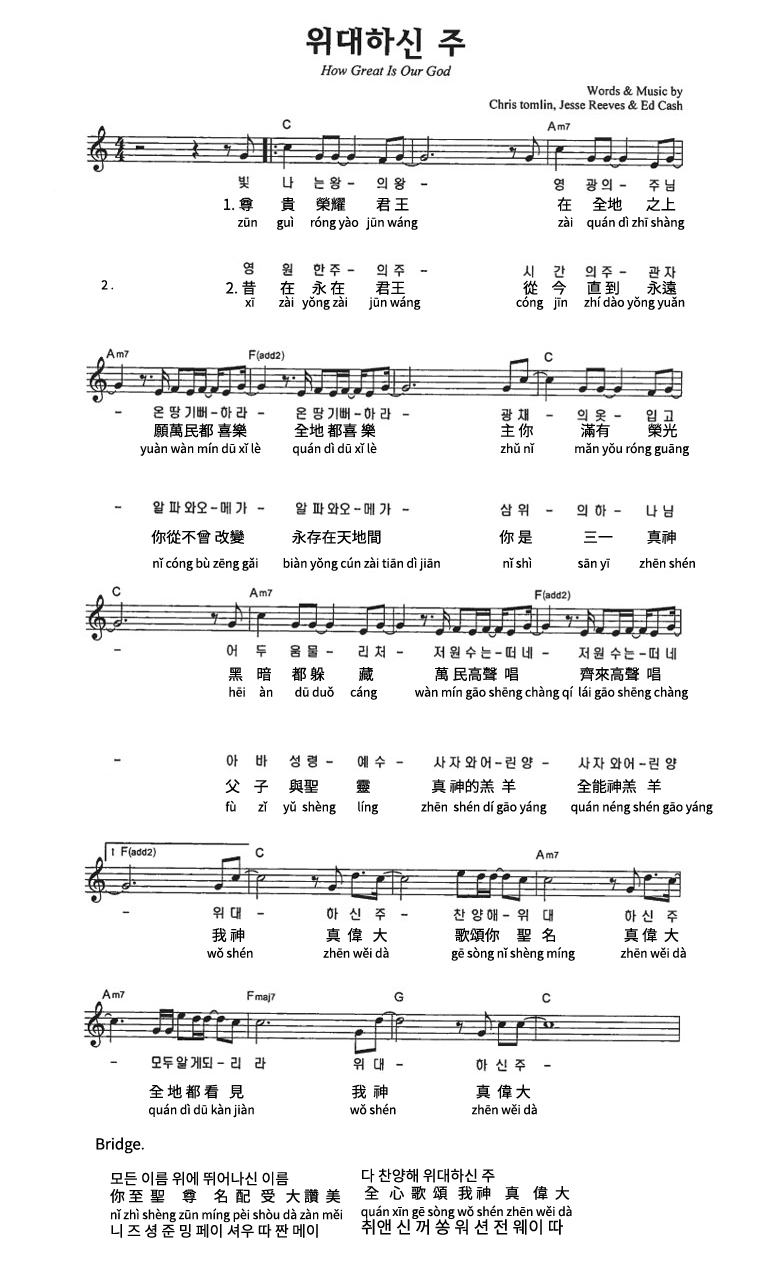 위대하신 주
How Great Is Our God
Words & Music by
Chris tomlin, Jesse Reeves & Ed Cash
C Am7
빛 나 는왕 - 의왕 - 영 광의 - 주님
1. 尊 貴 榮耀 君王 在 全地 之上
zūn guì róng yào jūn wáng zài quán dì zhī shàng
영 원 한주 - 의주 - 시 간 의주 - 관자
2. 2. 昔 在 永在 君王 從 今 直到 永遠
xī zài yǒng zài jūn wáng cóng jīn zhí dào yǒng yuǎn
Am7 F(add2) C
- 온 땅기뻐-하라 - 온 땅기뻐-하라 - 광채 - 의옷 - 입고
願萬民都 喜樂 全地 都喜樂 主你 滿有 榮光
yuàn wàn mín dū xǐ lè quán dì dū xǐ lè zhǔ nǐ mǎn yǒu róng guāng
- 알 파와오-메가 - 알 파와오-메가 - 삼위 - 의하 - 나님
你從不曾 改變 永存在天地間 你是 三一 真神
nǐ cóng bù zēng gǎi biàn yǒng cún zài tiān dì jiān nǐ shì sān yī zhēn shén
C Am7 F(add2)
- 어 두 움물 - 리처 - 저원수는-떠네 - 저원수는-떠네
黑 暗 都躲 藏 萬民高聲 唱 齊來高聲 唱
hēi àn dū duǒ cáng wàn mín gāo shēng chàng qí lái gāo shēng chàng
- 아 바 성령 - 예수 - 사자 와어-린양 - 사자 와어-린양
父 子 與聖 靈 真神的羔 羊 全能神羔 羊
fù zǐ yǔ shèng líng zhēn shén dí gāo yáng quán néng shén gāo yáng
1 F(add2) C Am7
- 위대 - 하신주 - 찬양해-위대 하신주
我神 真偉大 歌頌你 聖名 真偉大
wǒ shén zhēn wěi dà gē sòng nǐ shèng míng zhēn wěi dà
Am7 Fmaj7 G C
- 모두알게되-리라 위대 - 하신주-
全地都看見 我神 真偉大
quán dì dū kàn jiàn wǒ shén zhēn wěi dà
Bridge.
모든 이름 위에 뛰어나신 이름
你至聖 尊 名配受大讚美
nǐ zhì shèng zūn míng pèi shòu dà zàn měi
니 즈 셩 준 밍 페이 셔우 따 짠 메이
다 찬양해 위대하신 주
全心歌頌我神 真偉大
quán xīn gē sòng wǒ shén zhēn wěi dà
취앤 신 꺼 쏭 워 션 전 웨이 따